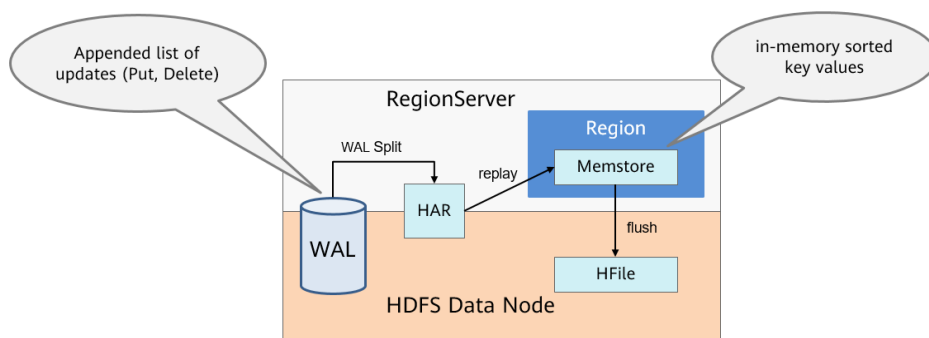 Appended list of
updates (Put, Delete)
in-memory sorted
key values
RegionServer
Region
WAL Split
Memstore
replay
HAR
flush
WAL
HFile
HDFS Data Node